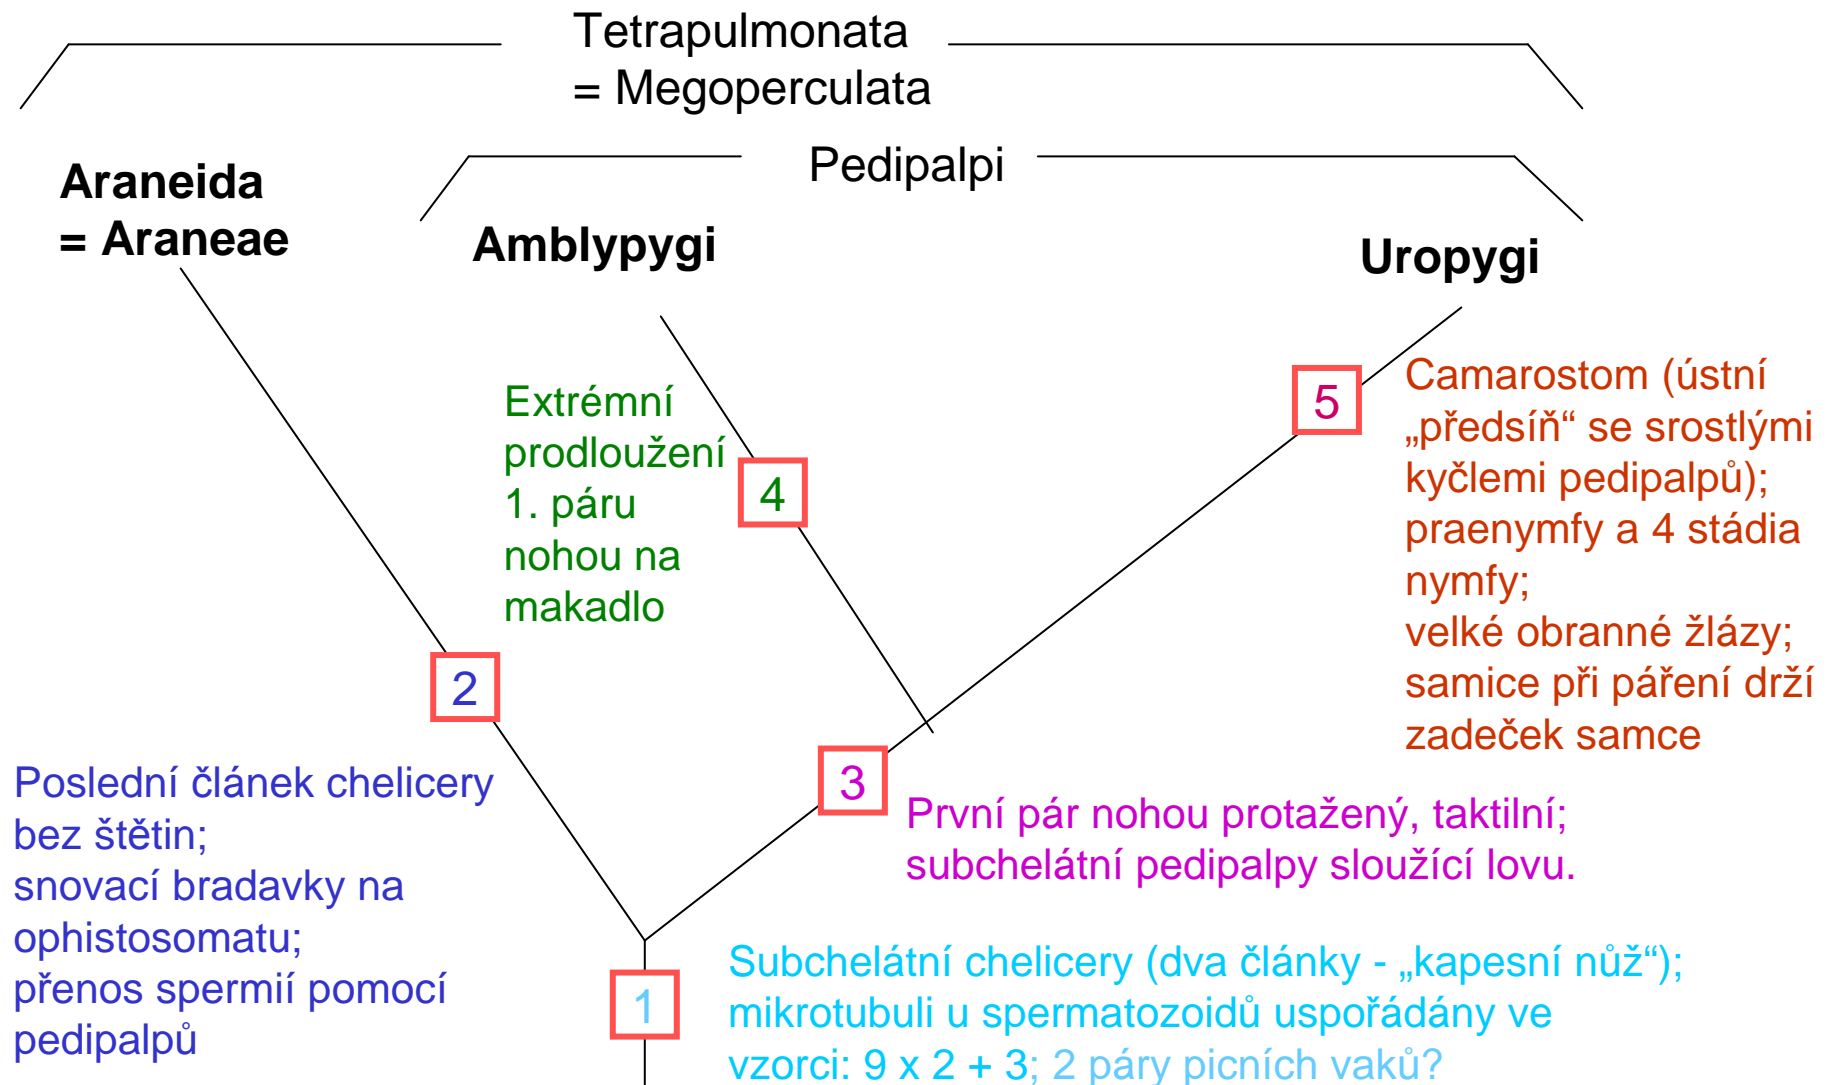 Tetrapulmonata
= Megoperculata
Pedipalpi
Araneida
= Araneae
Amblypygi
Uropygi
Extrémní
prodloužení
1. páru
nohou na
makadlo
4
5
Camarostom (ústní
„předsíň“ se srostlými
kyčlemi pedipalpů);
praenymfy a 4 stádia
nymfy;
velké obranné žlázy;
samice při páření drží
zadeček samce
2
Poslední článek chelicery
bez štětin;
snovací bradavky na
ophistosomatu;
přenos spermií pomocí
pedipalpů
3
První pár nohou protažený, taktilní;
subchelátní pedipalpy sloužící lovu.
1
Subchelátní chelicery (dva články - „kapesní nůž“);
mikrotubuli u spermatozoidů uspořádány ve
vzorci: 9 x 2 + 3; 2 páry picních vaků?